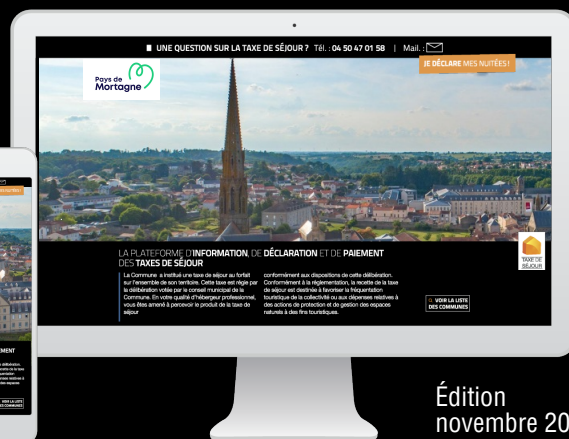 UNE QUESTION SUR LA TAXE DE SÉJOUR ? Tél. : 04 50 47 01 58 | Mail. :
JE DÉCLARE MES NUITÉES !
Pays de
Mortagne
LA PLATEFORME D'INFORMATION, DE DÉCLARATION ET DE PAIEMENT
DES TAXES DE SÉJOUR
La Commune a institué une taxe de séjour au forfait
sur l'ensemble de son territoire. Cette taxe est régie par
la délibération votée par le conseil municipal de la
Commune. En votre qualité d'hébergeur professionnel,
vous êtes amené à percevoir le produit de la taxe de
séjour
conformément aux dispositions de cette délibération.
Conformément à la réglementation, la recette de la taxe
de séjour est destinée à favoriser la fréquentation
touristique de la collectivité ou aux dépenses relatives à
des actions de protection et de gestion des espaces
naturels à des fins touristiques.
TAXE DE
SÉJOUR
VOIR LA LISTE
DES COMMUNES
VOIR LA LISTE
DES COMMUNES
Édition
novembre 20